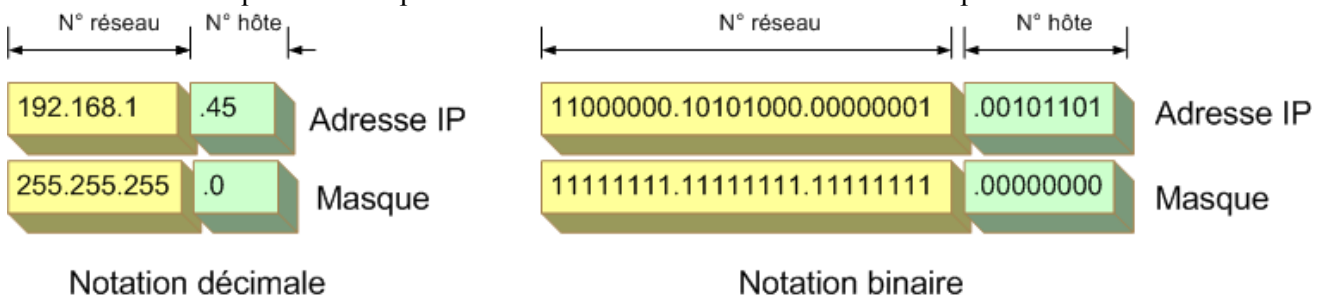 N° réseau N° hôte N° réseau N° hôte
192.168.1 .45 Adresse IP 11000000.10101000.00000001 .00101101 Adresse IP
255.255.255 .0 Masque 11111111.11111111.11111111 .00000000 Masque
Notation décimale Notation binaire